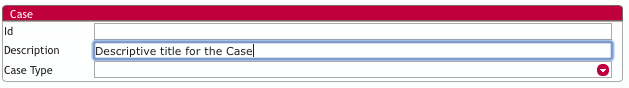 Case
Id
Description Descriptive title for the Case
Case Type